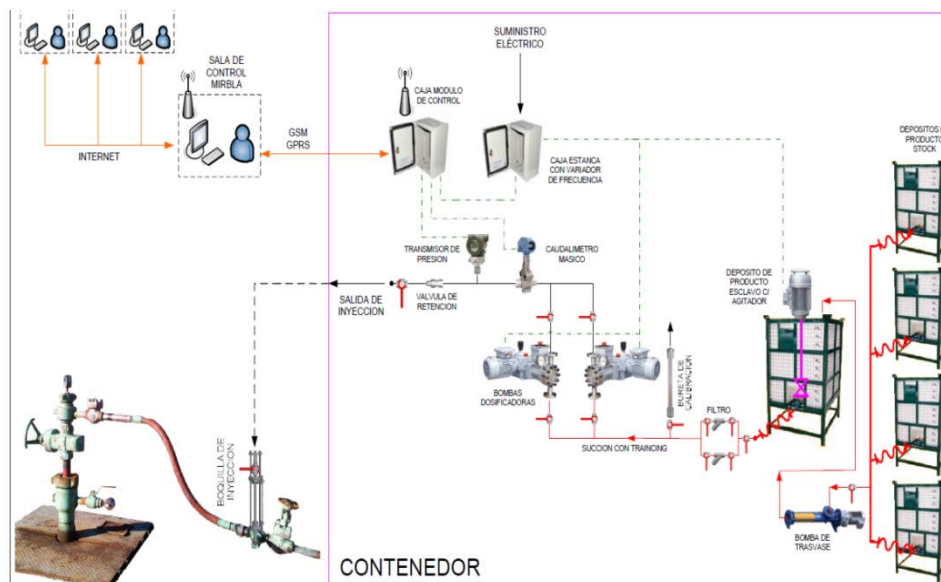 SALA DE
CONTROL
MIRBLA
INTERNET
GSM
GPRS
SUMINISTRO
ELÉCTRICO
CAJA MODULO
DE CONTROL
CAJA ESTANCA
CON VARIADOR
DE FRECUENCIA
DEPOSITOS
PRODUCTO
STOCK
TRANSMISOR DE
PRESION
CAUDALIMETRO
MASICO
SALIDA DE
INYECCION
VALVULA DE
RETENCION
DEPOSITO DE
PRODUCTO
ESCLAVO C/
AGITADOR
BOMBAS
DOSIFICADORAS
BURETA DE
CALIBRACION
FILTRO
SUCCION CON TRAINCING
BOQUILLA DE
INYECCION
BOMBA DE
TRASVASE
CONTENEDOR